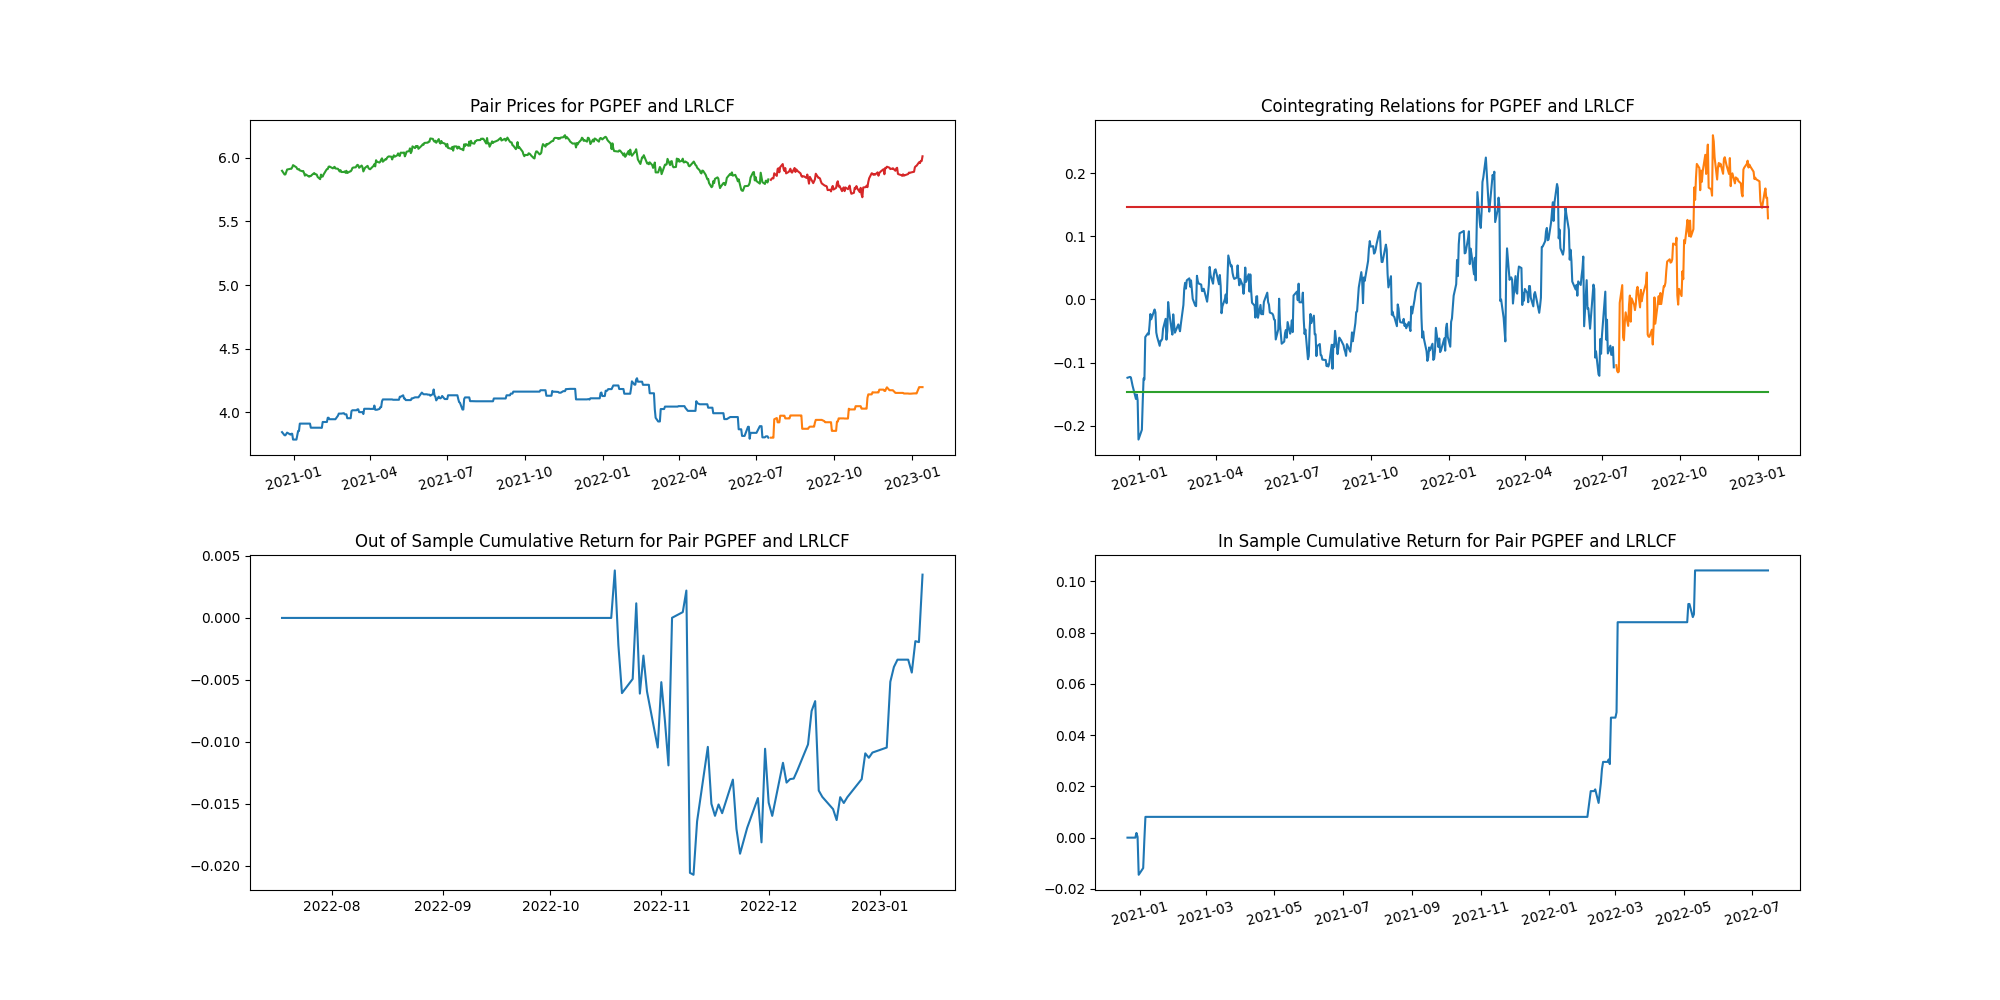 Pair Prices for PGPEF and LRLCF
6.0
5.5
5.0
4.5
4.0
2021-01 2021-04 2021-07 2021-10 2022-01 2022-04 2022-07 2022-10 2023-01
Cointegrating Relations for PGPEF and LRLCF
0.2
0.1
0.0
−0.1
−0.2
2021-01 2021-04 2021-07 2021-10 2022-01 2022-04 2022-07 2022-10 2023-01
Out of Sample Cumulative Return for Pair PGPEF and LRLCF
0.005
0.000
−0.005
−0.010
−0.015
−0.020
2022-08 2022-09 2022-10 2022-11 2022-12 2023-01
In Sample Cumulative Return for Pair PGPEF and LRLCF
0.10
0.08
0.06
0.04
0.02
0.00
−0.02
2021-01 2021-03 2021-05 2021-07 2021-09 2021-11 2022-01 2022-03 2022-05 2022-07